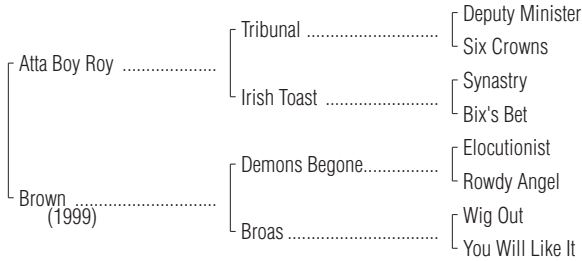 Deputy Minister
Tribunal ..........................
Six Crowns
Atta Boy Roy ...................
Synastry
Irish Toast ......................
Bix's Bet
Elocutionist
Demons Begone...............
Rowdy Angel
Brown ............................
(1999)
Wig Out
Broas ..............................
You Will Like It